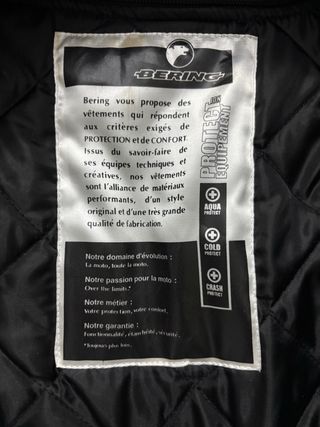 BERING
Bering vous propose des
vêtements qui répondent
aux critères exigés de
PROTECTION et de CONFORT.
Issus du savoir-faire de
ses équipes techniques et
créatives, nos vêtements
sont l'alliance de matériaux
performants, d'un style
original et d'une très grande
qualité de fabrication.
PROTECTION
EQUIPEMENT
AQUA
PROTECT
COLD
PROTECT
CRASH
PROTECT
Notre domaine d'évolution :
La moto, toute la moto.
Notre passion pour la moto :
Over the limits.*
Notre métier :
Votre protection, votre confort.
Notre garantie :
Fonctionnalité, étanchéité, sécurité.
*Toujours plus loin.